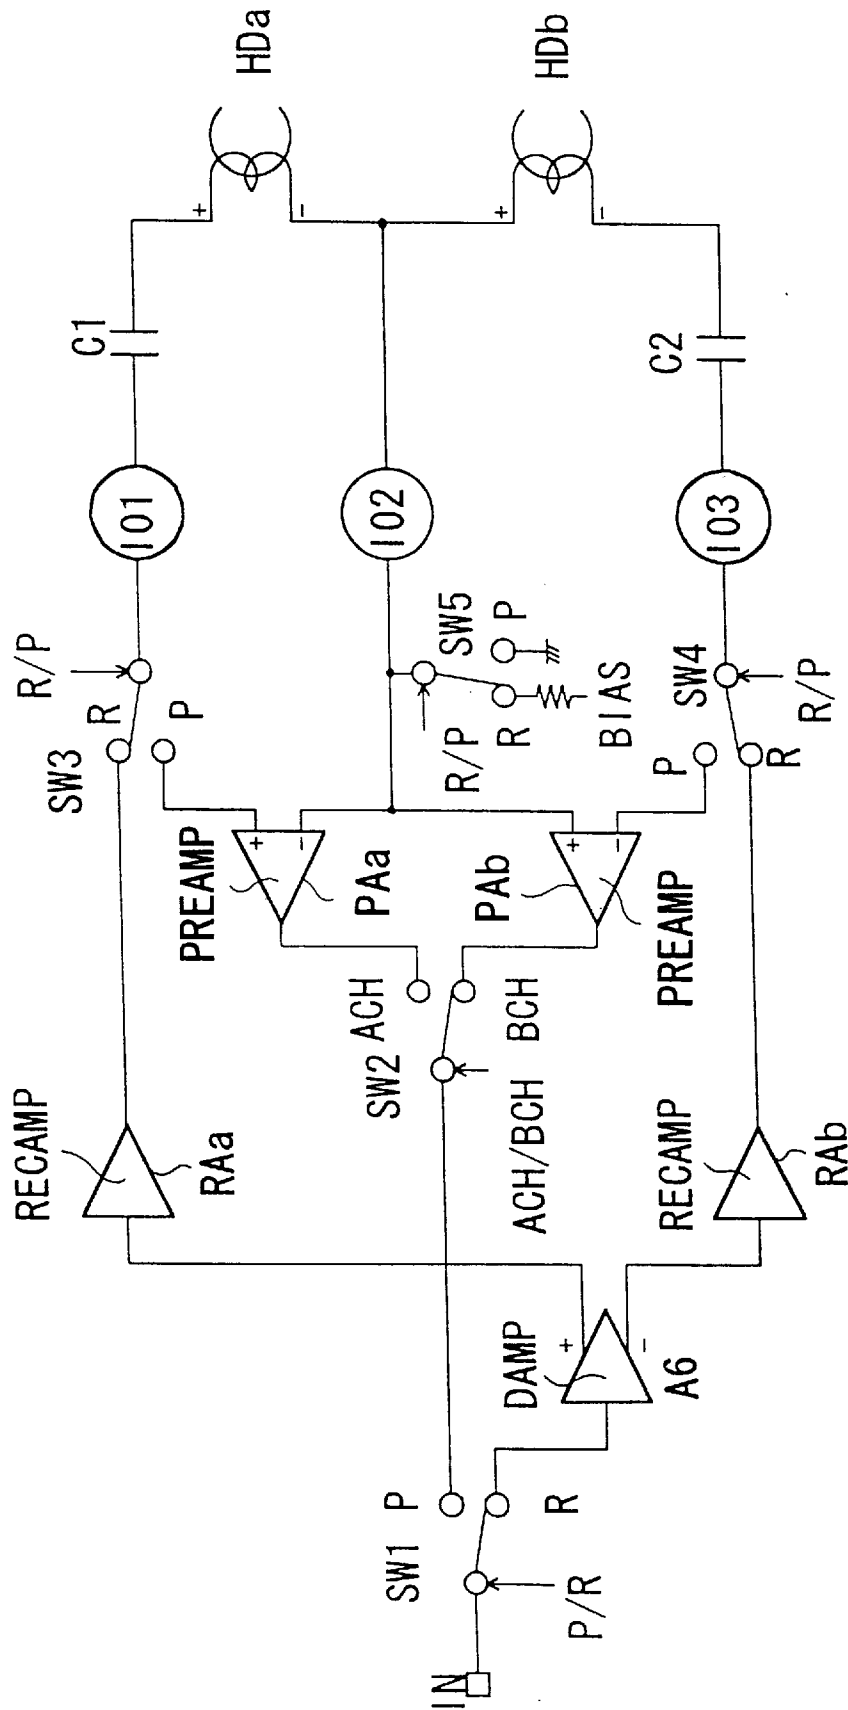 HDa
HDb
+
−
+
−
C1
C2
I01
I02
I03
R/P
R
P
SW3
SW5
P
R/P
R
BIAS
SW4
R/P
P
R
PREAMP
+
−
PAa
PAb
+
−
PREAMP
ACH
SW2
BCH
ACH/BCH
RECAMP
RAa
RECAMP
RAb
DAMP
+
−
A6
P
SW1
R
P/R
IN